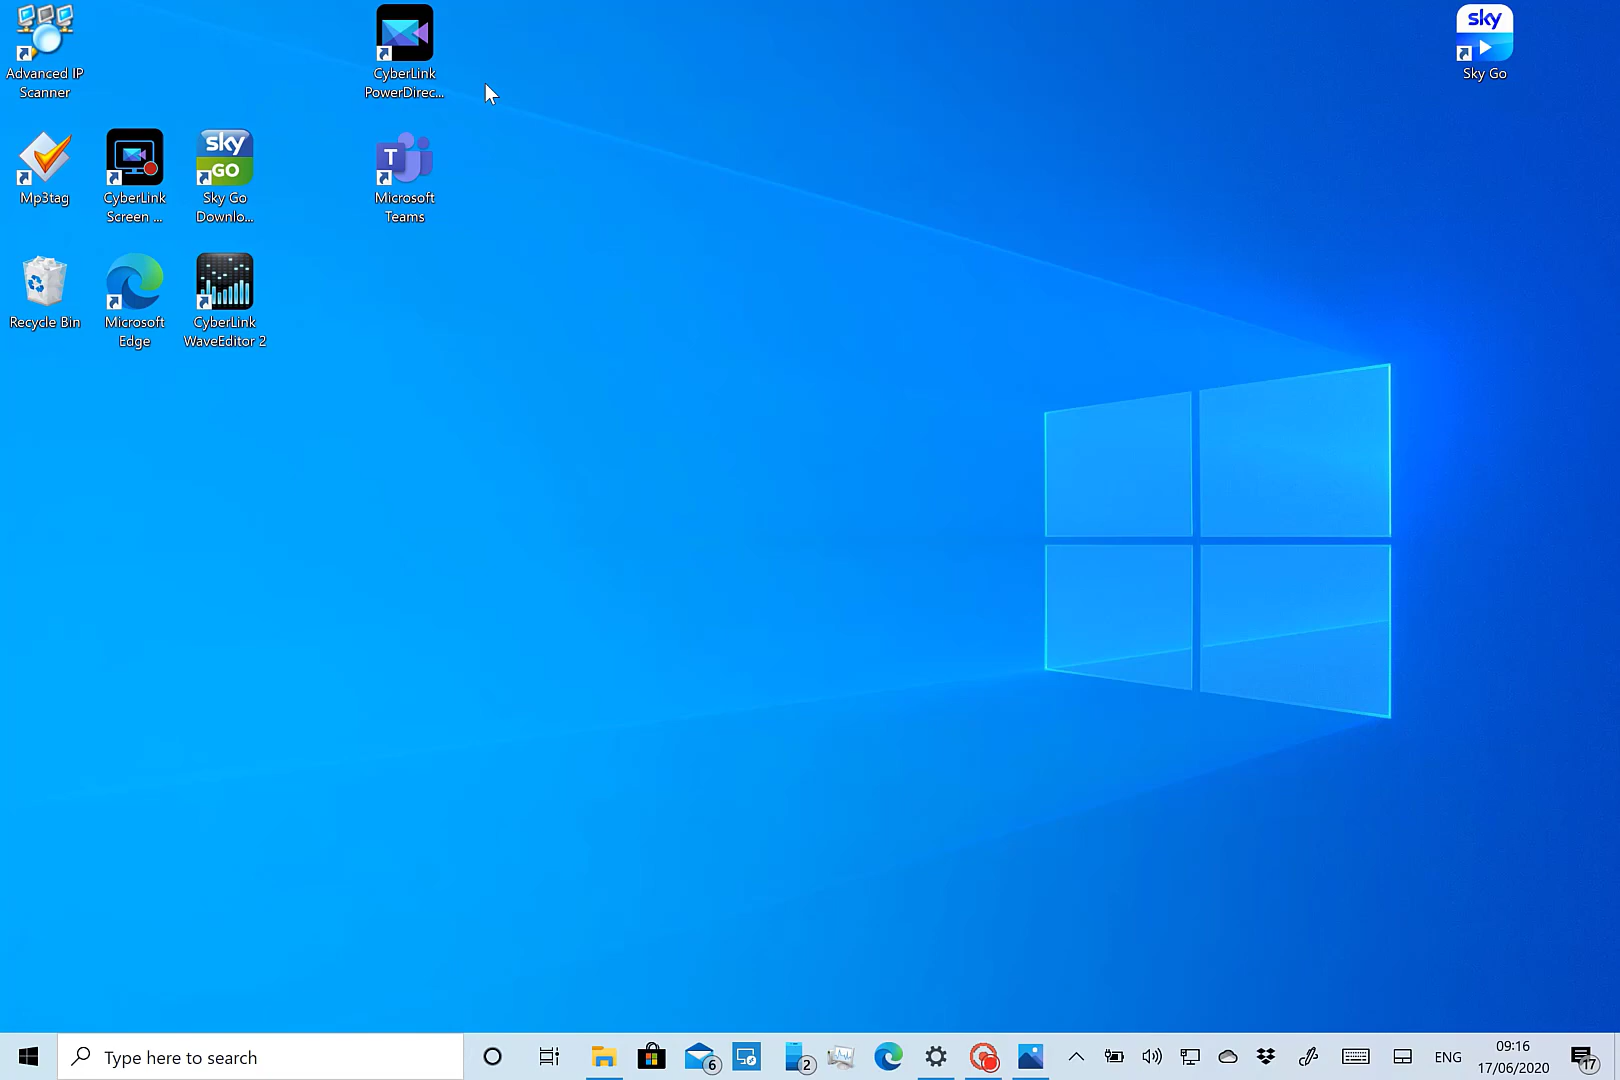 Advanced IP
Scanner
CyberLink
PowerDirec...
sky
Sky Go
Mp3tag
CyberLink
Screen ...
sky
GO
Sky Go
Downlo...
T
Microsoft
Teams
Recycle Bin
Microsoft
Edge
CyberLink
WaveEditor 2
Type here to search
6
2
ENG
09:16
17/06/2020
17